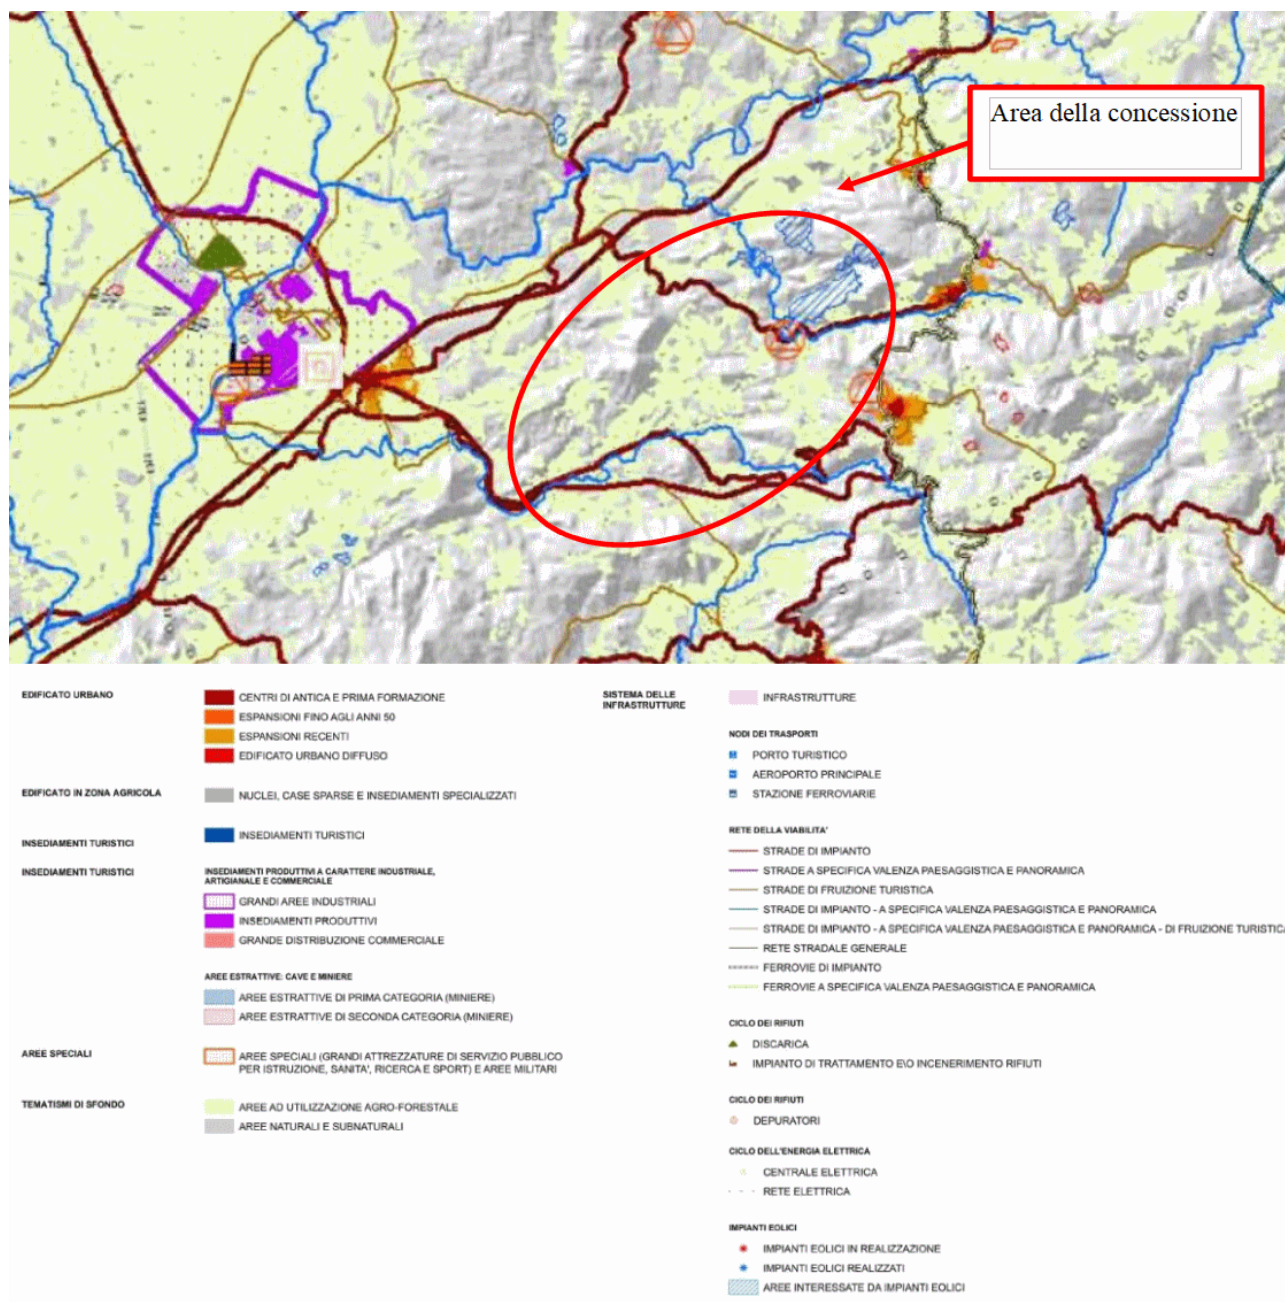 Area della concessione
EDIFICATO URBANO
CENTRI DI ANTICA E PRIMA FORMAZIONE
ESPANSIONI FINO AGLI ANNI 50
ESPANSIONI RECENTI
EDIFICATO URBANO DIFFUSO
EDIFICATO IN ZONA AGRICOLA
NUCLEI, CASE SPARSE E INSEDIAMENTI SPECIALIZZATI
INSEDIAMENTI TURISTICI
INSEDIAMENTI TURISTICI
INSEDIAMENTI TURISTICI
INSEDIAMENTI PRODUTTIVI A CARATTERE INDUSTRIALE,
ARTIGIANALE E COMMERCIALE
GRANDI AREE INDUSTRIALI
INSEDIAMENTI PRODUTTIVI
GRANDE DISTRIBUZIONE COMMERCIALE
AREE ESTRATTIVE: CAVE E MINIERE
AREE ESTRATTIVE DI PRIMA CATEGORIA (MINIERE)
AREE ESTRATTIVE DI SECONDA CATEGORIA (MINIERE)
AREE SPECIALI
AREE SPECIALI (GRANDI ATTREZZATURE DI SERVIZIO PUBBLICO
PER ISTRUZIONE, SANITA', RICERCA E SPORT) E AREE MILITARI
TEMATISMI DI SFONDO
AREE AD UTILIZZAZIONE AGRO-FORESTALE
AREE NATURALI E SUBNATURALI
SISTEMA DELLE
INFRASTRUTTURE
INFRASTRUTTURE
NODI DEI TRASPORTI
PORTO TURISTICO
AEROPORTO PRINCIPALE
STAZIONE FERROVIARIE
RETE DELLA VIABILITA'
STRADE DI IMPIANTO
STRADE A SPECIFICA VALENZA PAESAGGISTICA E PANORAMICA
STRADE DI FRUIZIONE TURISTICA
STRADE DI IMPIANTO - A SPECIFICA VALENZA PAESAGGISTICA E PANORAMICA
STRADE DI IMPIANTO - A SPECIFICA VALENZA PAESAGGISTICA E PANORAMICA - DI FRUIZIONE TURISTICA
RETE STRADALE GENERALE
FERROVIE DI IMPIANTO
FERROVIE A SPECIFICA VALENZA PAESAGGISTICA E PANORAMICA
CICLO DEI RIFIUTI
DISCARICA
IMPIANTO DI TRATTAMENTO E\O INCENERIMENTO RIFIUTI
CICLO DEI RIFIUTI
DEPURATORI
CICLO DELL'ENERGIA ELETTRICA
CENTRALE ELETTRICA
RETE ELETTRICA
IMPIANTI EOLICI
IMPIANTI EOLICI IN REALIZZAZIONE
IMPIANTI EOLICI REALIZZATI
AREE INTERESSATE DA IMPIANTI EOLICI